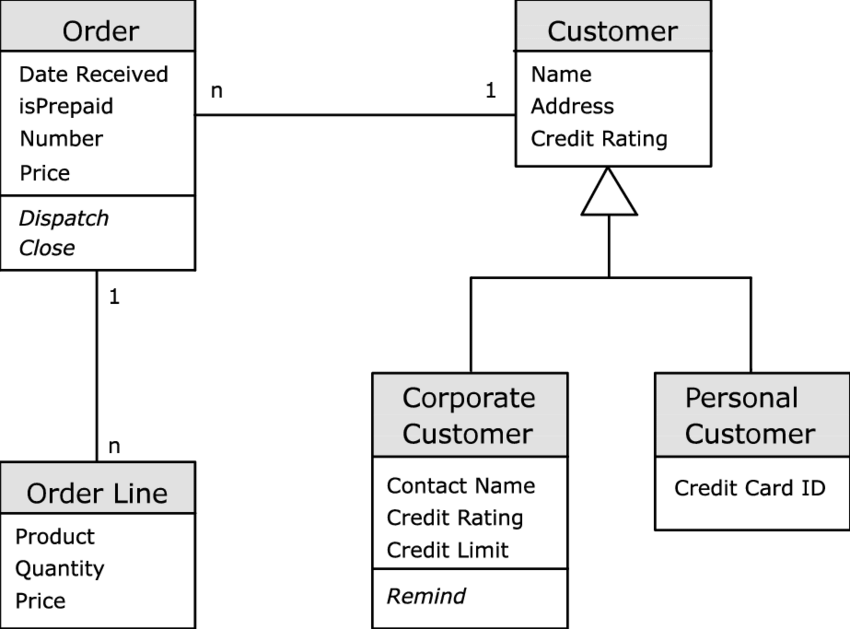 Order
Date Received
isPrepaid
Number
Price
Dispatch
Close
n
1
Customer
Name
Address
Credit Rating
1
n
Order Line
Product
Quantity
Price
Corporate
Customer
Contact Name
Credit Rating
Credit Limit
Remind
Personal
Customer
Credit Card ID